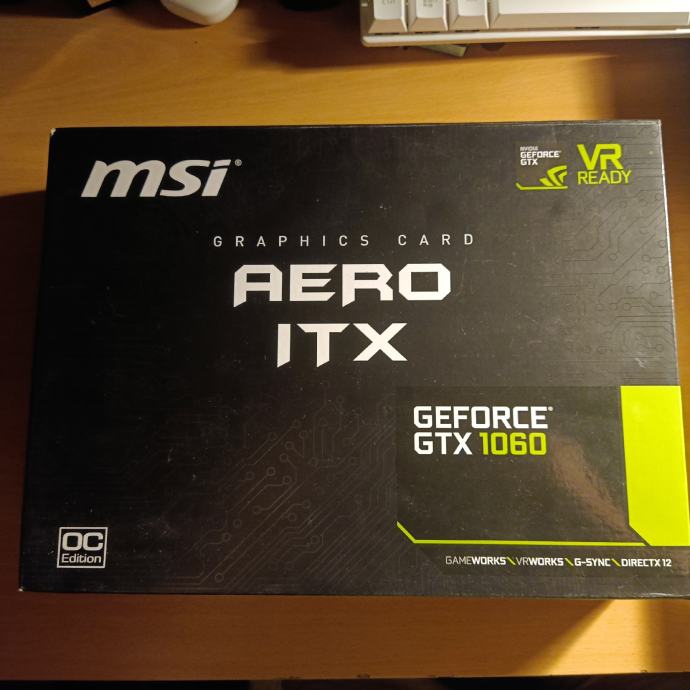 msi®
NVIDIA
GEFORCE®
GTX
VR
READY
GRAPHICS CARD
AERO
ITX
GEFORCE®
GTX 1060
OC
Edition
GAMEWORKS \ VRWORKS \ G-SYNC \ DIRECTX 12